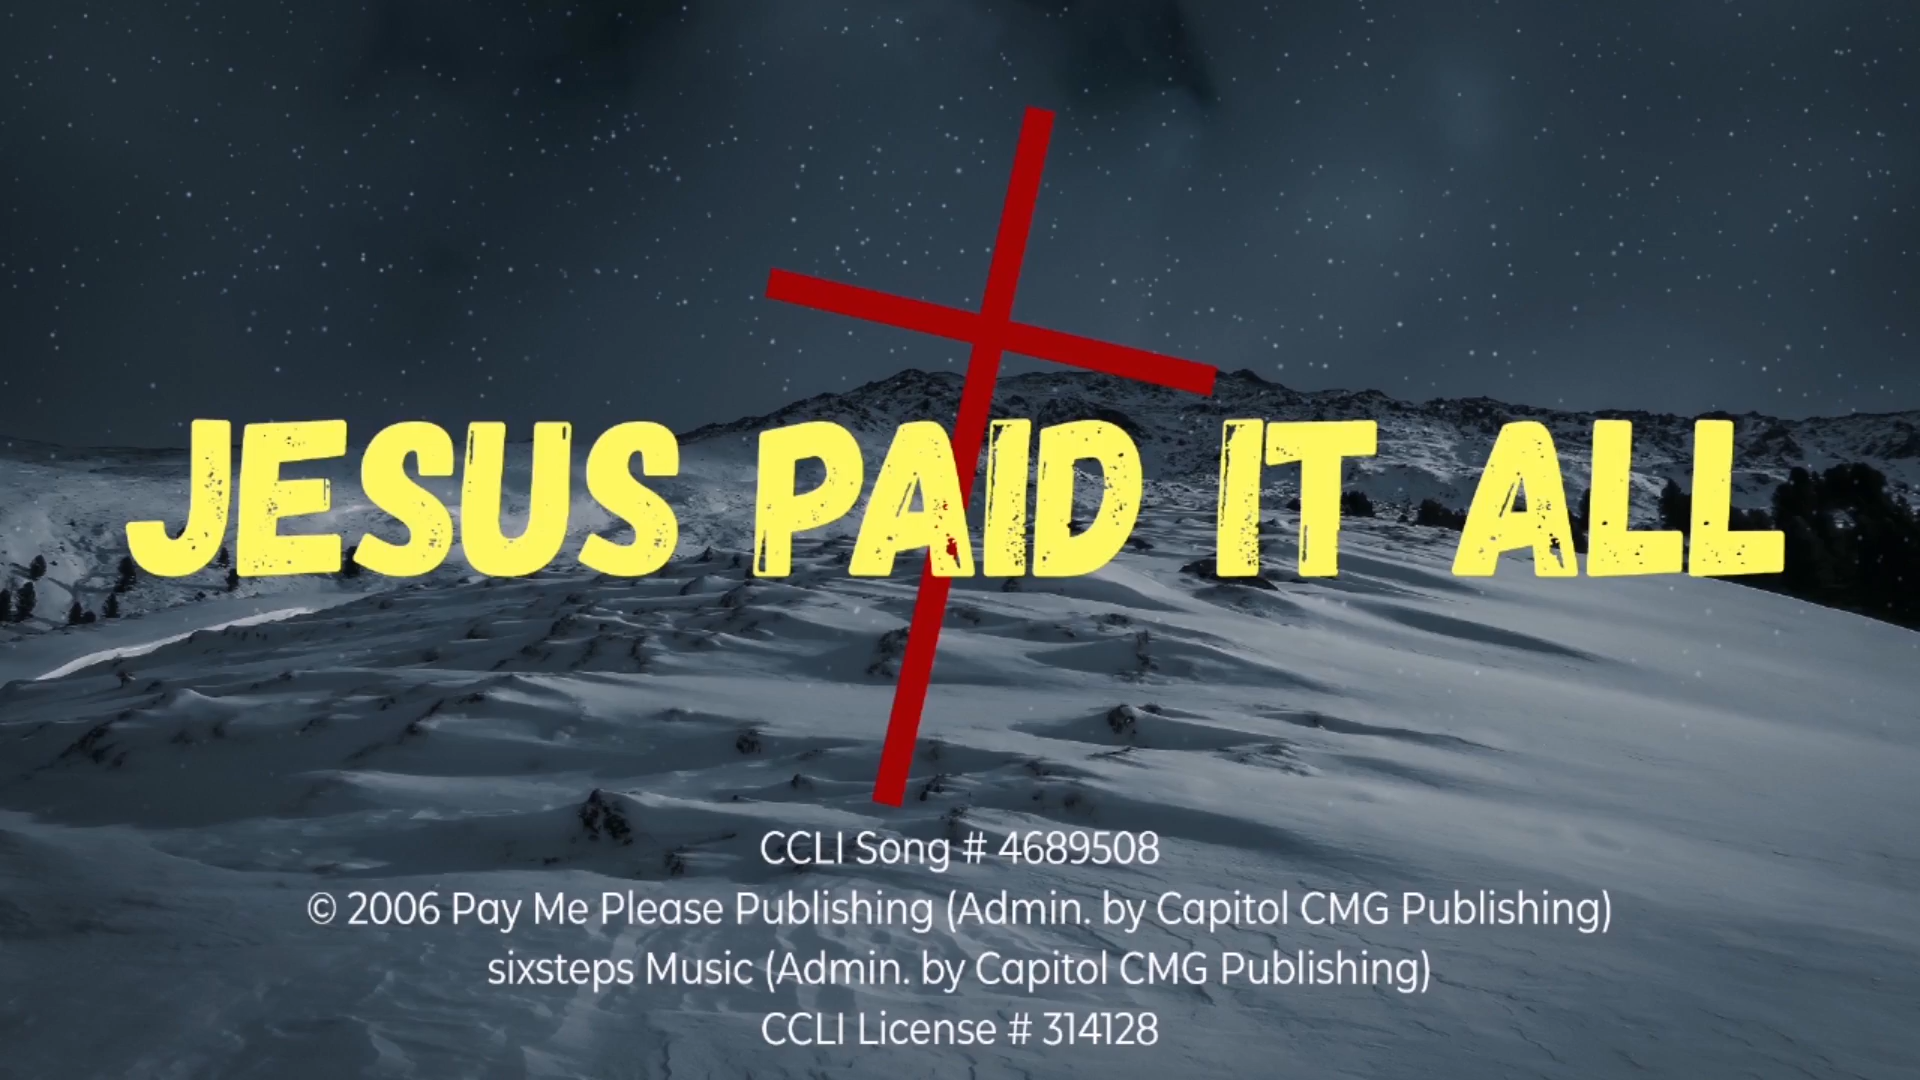 JESUS PAID IT ALL
CCLI Song # 4689508
© 2006 Pay Me Please Publishing (Admin. by Capitol CMG Publishing)
sixsteps Music (Admin. by Capitol CMG Publishing)
CCLI License # 314128